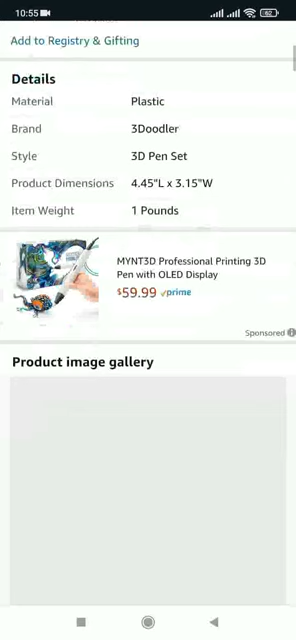 10:55
62
Add to Registry & Gifting
Details
Material Plastic
Brand 3Doodler
Style 3D Pen Set
Product Dimensions 4.45"L x 3.15"W
Item Weight 1 Pounds
MYNT3D Professional Printing 3D
Pen with OLED Display
$59.99 prime
Sponsored
Product image gallery